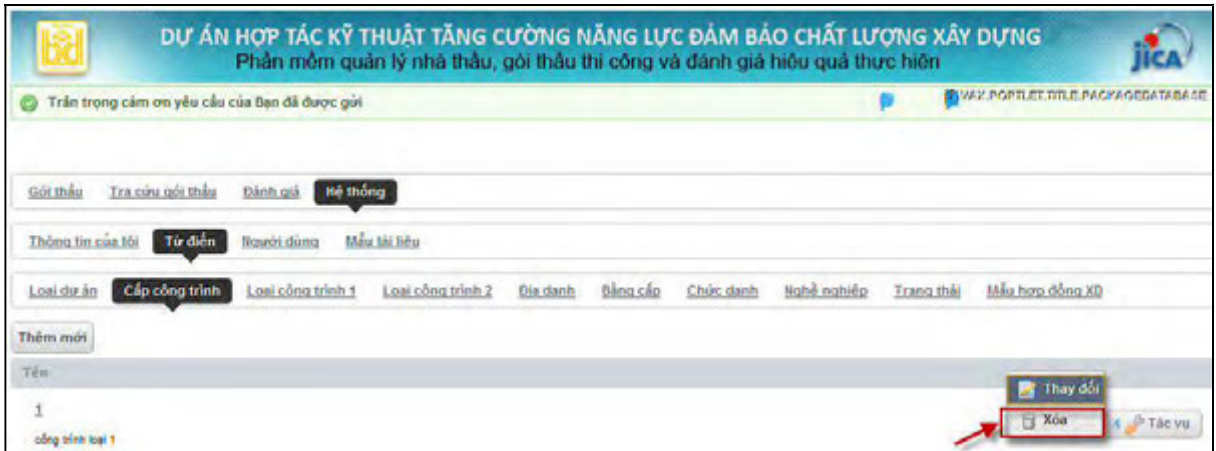 DỰ ÁN HỢP TÁC KỸ THUẬT TĂNG CƯỜNG NĂNG LỰC ĐẢM BẢO CHẤT LƯỢNG XÂY DỰNG
Phần mềm quản lý nhà thầu, gói thầu thi công và đánh giá hiệu quả thực hiện
jica
Trân trọng cảm ơn yêu cầu của Bạn đã được gửi
VAX.PORTLET.TITLE.PACKAGEDATABASE
Gói thầu Tra cứu gói thầu Đánh giá Hệ thống
Thông tin của tôi Từ điển Người dùng Mẫu tài liệu
Loại dự án Cấp công trình Loại công trình 1 Loại công trình 2 Địa danh Bằng cấp Chức danh Nghề nghiệp Trạng thái Mẫu hợp đồng XD
Thêm mới
Tên
Thay đổi
1
Xóa Tác vụ
công trình loại 1